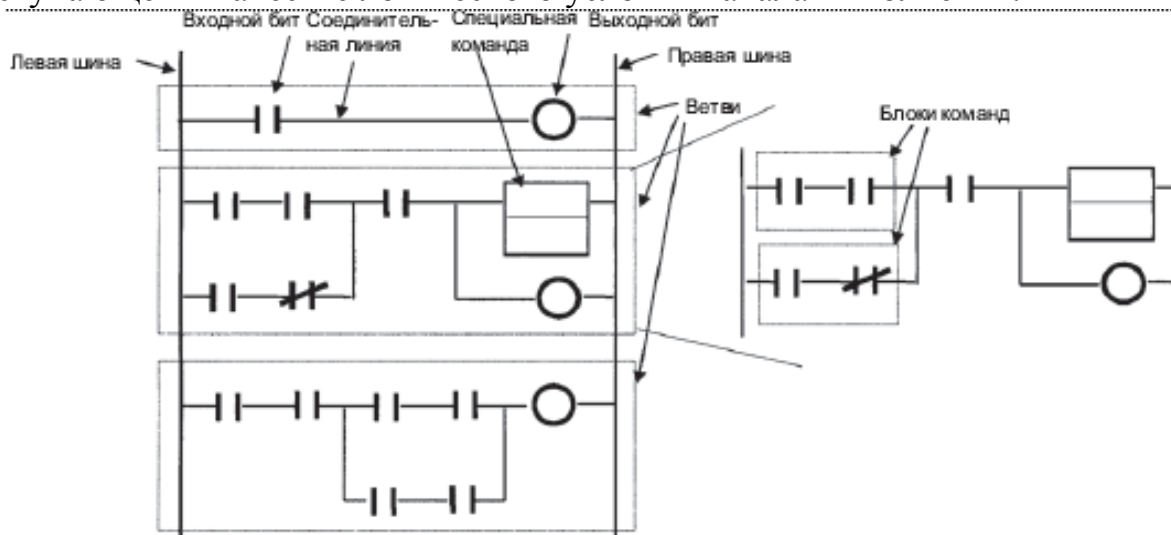 Входной бит Соединитель- Специальная Выходной бит
ная линия команда
Левая шина
Правая шина
Ветви
Блоки команд